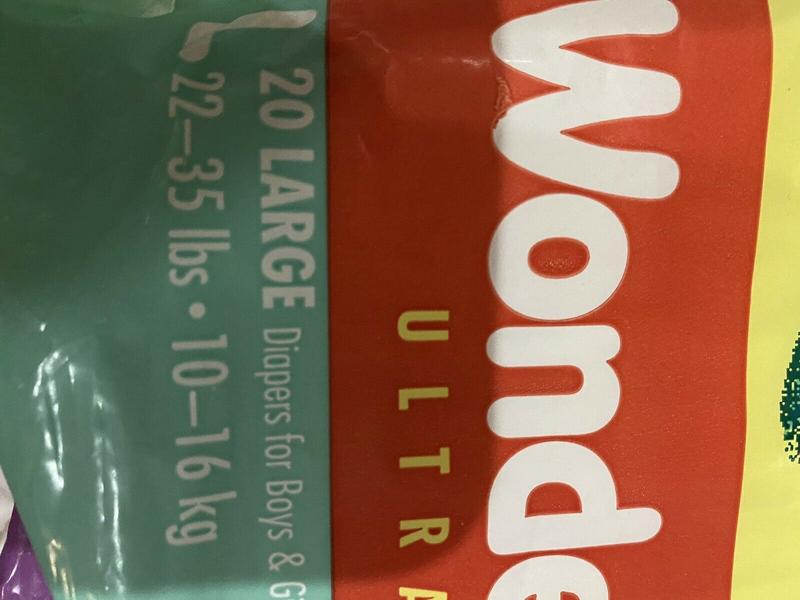 Wonde
ULTRA
20 LARGE Diapers for Boys & G
22–35 lbs • 10–16 kg